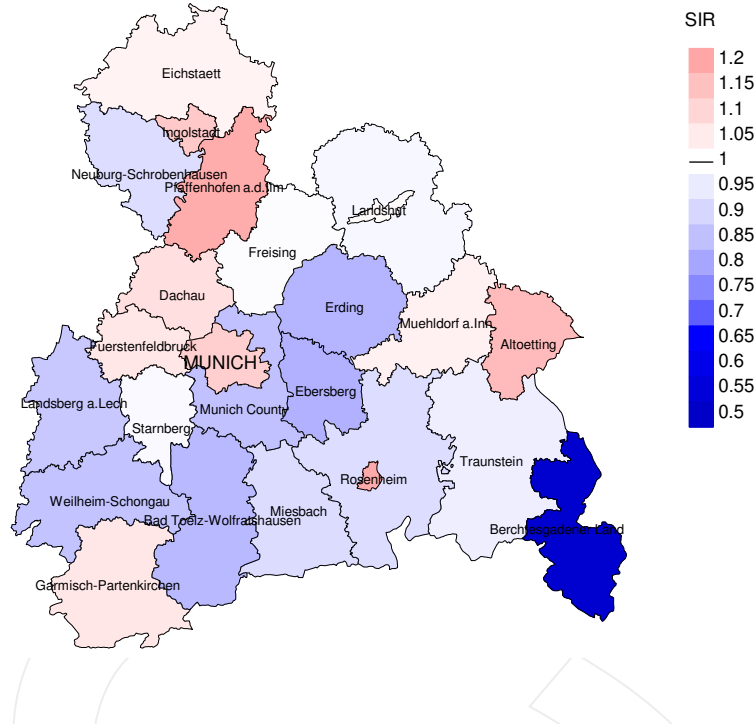 SIR
1.2
1.15
1.1
1.05
1
0.95
0.9
0.85
0.8
0.75
0.7
0.65
0.6
0.55
0.5
Eichstaett
Ingolstadt
Neuburg-Schrobenhausen
Pfaffenhofen a.d.Ilm
Landshut
Freising
Dachau
Erding
Muehldorf a.Inn
Altoetting
Fuerstenfeldbruck
MUNICH
Ebersberg
Landsberg a.Lech
Munich County
Starnberg
Traunstein
Rosenheim
Weilheim-Schongau
Miesbach
Bad Toelz-Wolfratshausen
Berchtesgadener Land
Garmisch-Partenkirchen